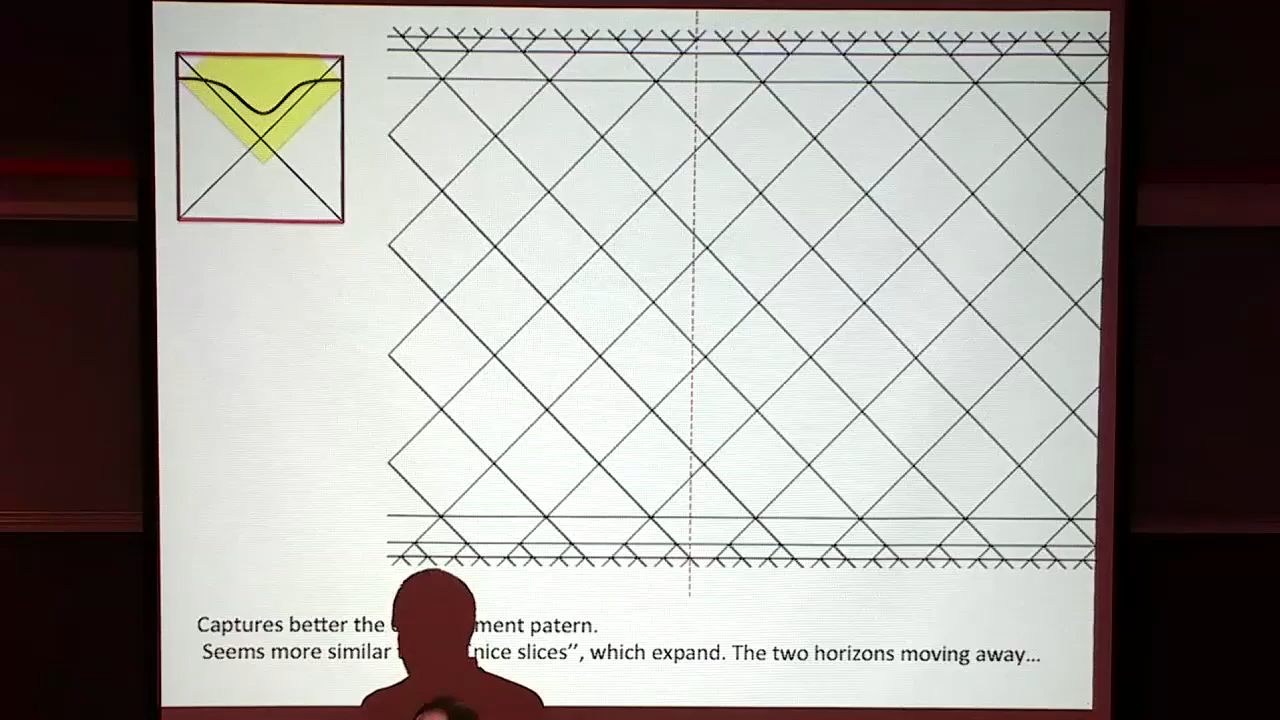 Captures better the ment patern.
Seems more similar nice slices”, which expand. The two horizons moving away...